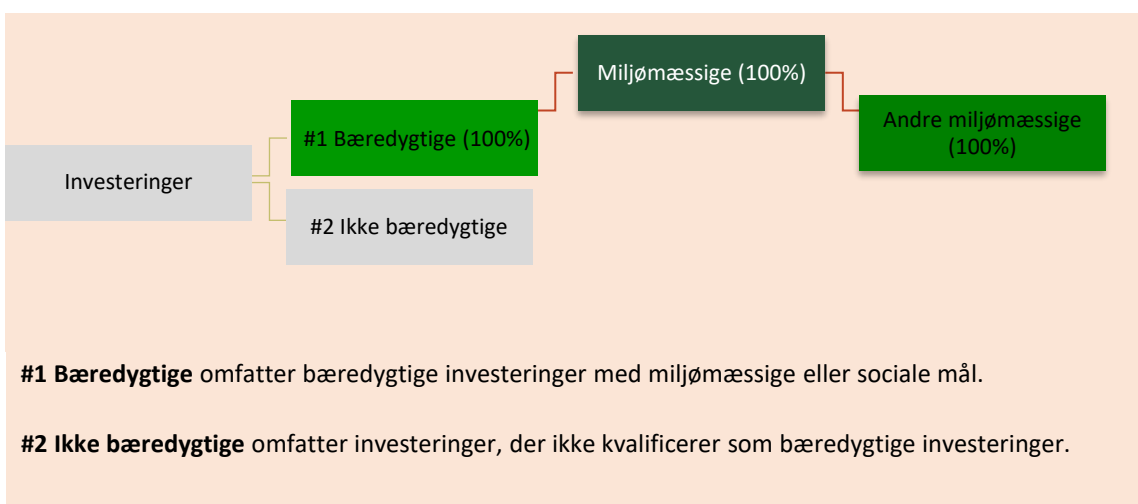 Miljømæssige (100%)
Andre miljømæssige
(100%)
#1 Bæredygtige (100%)
Investeringer
#2 Ikke bæredygtige
#1 Bæredygtige omfatter bæredygtige investeringer med miljømæssige eller sociale mål.
#2 Ikke bæredygtige omfatter investeringer, der ikke kvalificerer som bæredygtige investeringer.